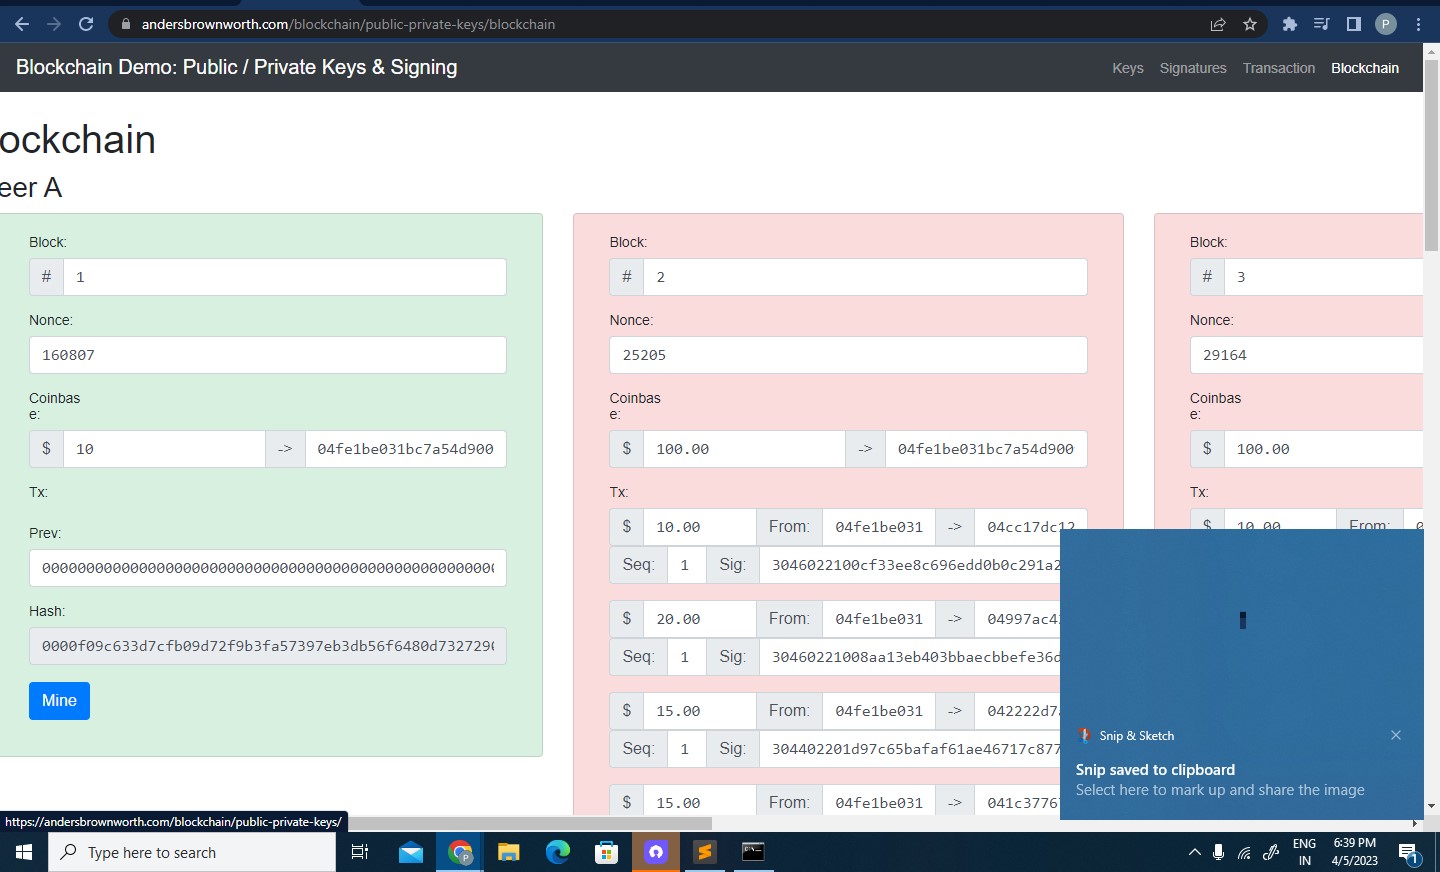 andersbrownworth.com/blockchain/public-private-keys/blockchain
P
Blockchain Demo: Public / Private Keys & Signing
Keys Signatures Transaction Blockchain
ockchain
eer A
Block:
# 1
Nonce:
160807
Coinbas
e:
$ 10 -> 04fe1be031bc7a54d900
Tx:
Prev:
Hash:
0000f09c633d7cfb09d72f9b3fa57397eb3db56f6480d732729
Mine
Block:
# 2
Nonce:
25205
Coinbas
e:
$ 100.00 -> 04fe1be031bc7a54d900
Tx:
$ 10.00 From: 04fe1be031 -> 04cc17dc12
Seq: 1 Sig: 3046022100cf33ee8c696edd0b0c291a2
$ 20.00 From: 04fe1be031 -> 04997ac4
Seq: 1 Sig: 30460221008aa13eb403bbaecbbefe36d
$ 15.00 From: 04fe1be031 -> 042222d7
Seq: 1 Sig: 304402201d97c65bafaf61ae46717c877
$ 15.00 From: 04fe1be031 -> 041c3776
Block:
# 3
Nonce:
29164
Coinbas
e:
$ 100.00
Tx:
$ 10.00 From: 0
Snip & Sketch
Snip saved to clipboard
Select here to mark up and share the image
https://andersbrownworth.com/blockchain/public-private-keys/
Type here to search
P
ENG
IN
6:39 PM
4/5/2023
1